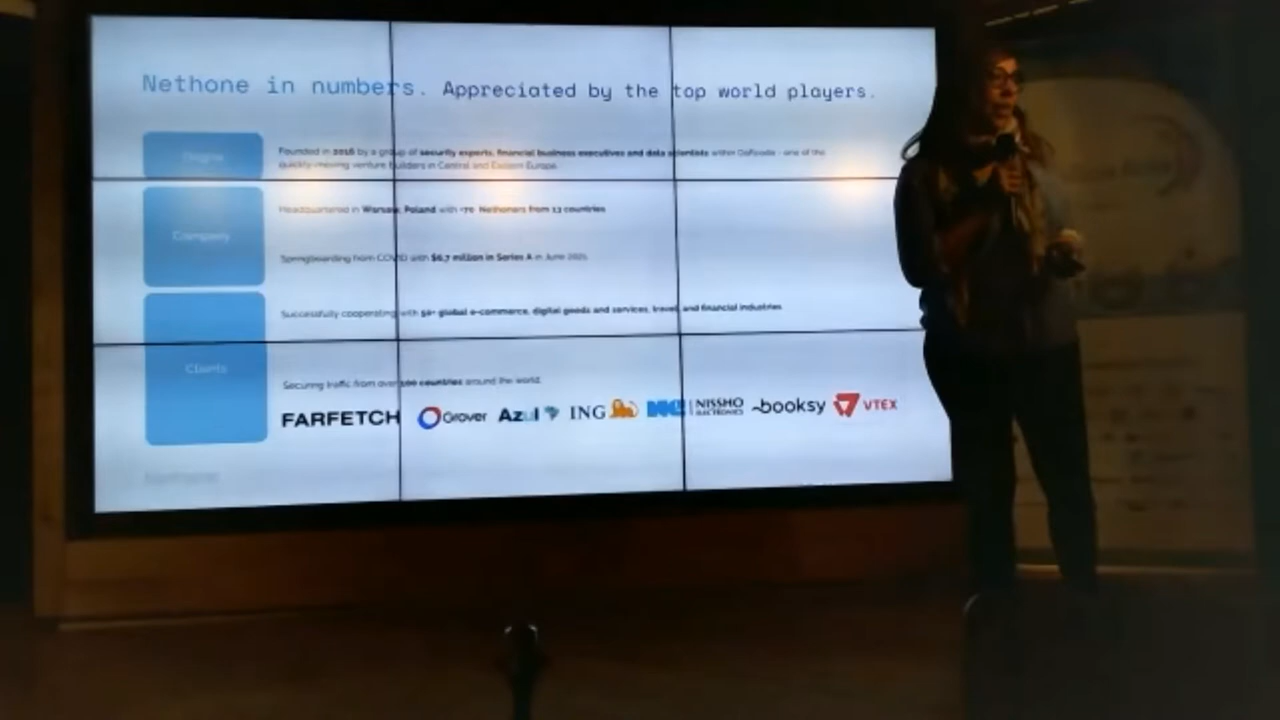 Nethone in numbers. Appreciated by the top world players.
Origins
Founded in 2016 by a group of security experts, financial business executives and data scientists within Daftcode - one of the
quickly-moving venture builders in Central and Eastern Europe.
Company
Headquartered in Warsaw, Poland with +70 Nethoners from 13 countries
Springboarding from COVID with $6.7 million in Series A in June 2021
Clients
Successfully cooperating with 50+ global e-commerce, digital goods and services, travel, and financial industries
Securing traffic from over 100 countries around the world.
FARFETCH Grover Azul ING NISSHO ELECTRONICS booksy VTEX